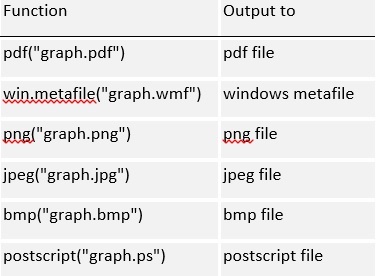 Function Output to
pdf("graph.pdf") pdf file
win.metafile("graph.wmf") windows metafile
png("graph.png") png file
jpeg("graph.jpg") jpeg file
bmp("graph.bmp") bmp file
postscript("graph.ps") postscript file